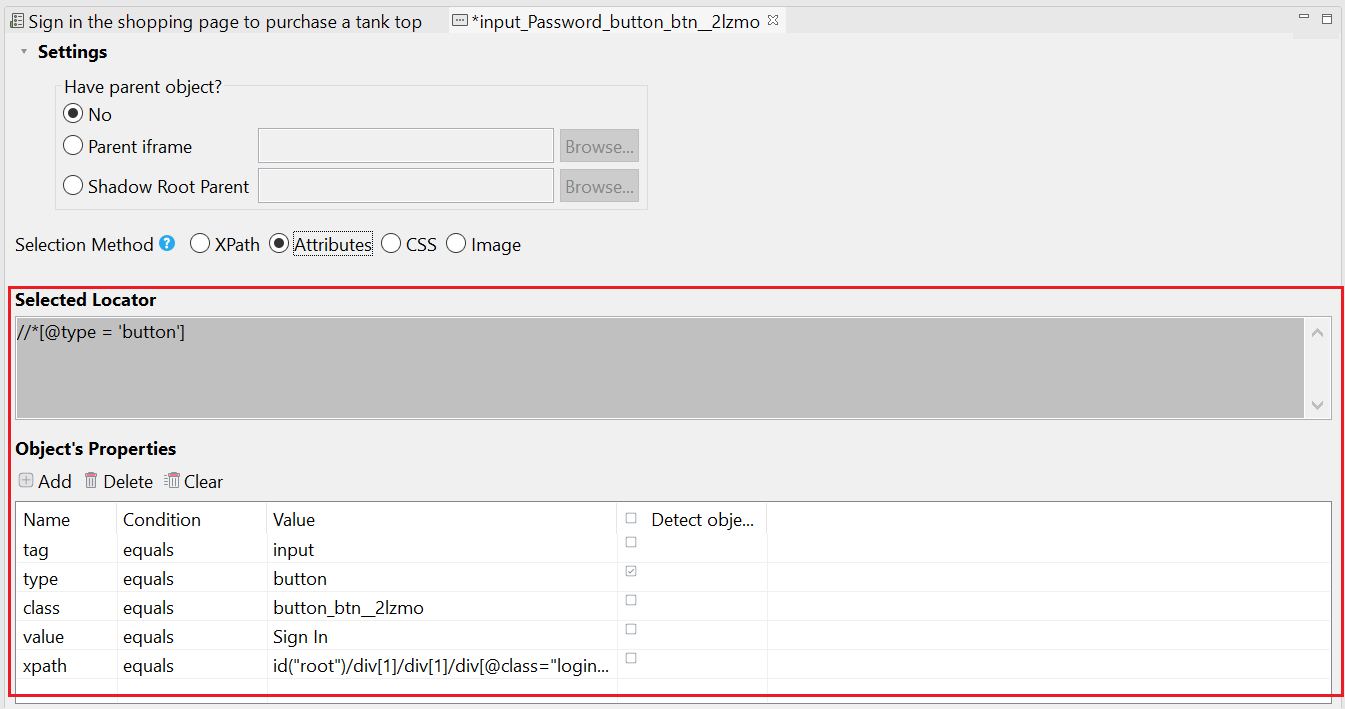 Sign in the shopping page to purchase a tank top *input_Password_button_btn__2lzmo
Settings
Have parent object?
No
Parent iframe Browse...
Shadow Root Parent Browse...
Selection Method ? XPath Attributes CSS Image
Selected Locator
//*[@type = 'button']
Object's Properties
Add Delete Clear
Name Condition Value Detect obje...
tag equals input
type equals button
class equals button_btn__2lzmo
value equals Sign In
xpath equals id("root")/div[1]/div[1]/div[@class="login...